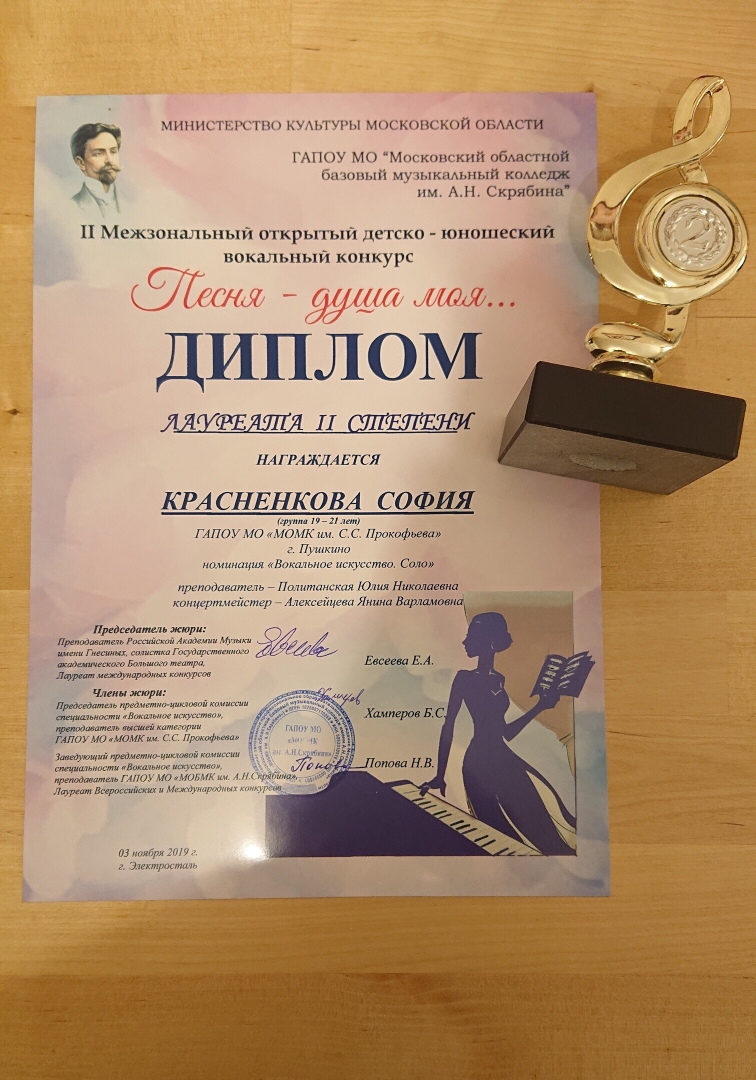 МИНИСТЕРСТВО КУЛЬТУРЫ МОСКОВСКОЙ ОБЛАСТИ
ГАПОУ МО "Московский областной
базовый музыкальный колледж
им. А.Н. Скрябина"
II Межзональный открытый детско - юношеский
вокальный конкурс
Песня - душа моя...
ДИПЛОМ
ЛАУРЕАТА II СТЕПЕНИ
НАГРАЖДАЕТСЯ
КРАСНЕНКОВА СОФИЯ
(группа 19 – 21 лет)
ГАПОУ МО «МОМК им. С.С. Прокофьева»
г. Пушкино
номинация «Вокальное искусство. Соло»
преподаватель – Политанская Юлия Николаевна
концертмейстер – Алексейцева Янина Варламовна
Председатель жюри:
Преподаватель Российской Академии Музыки
имени Гнесиных, солистка Государственного
академического Большого театра,
Лауреат международных конкурсов
Евсеева Е.А.
Члены жюри:
Председатель предметно-цикловой комиссии
специальности «Вокальное искусство»,
преподаватель высшей категории
ГАПОУ МО «МОМК им. С.С. Прокофьева»
Хамперов Б.С.
Заведующий предметно-цикловой комиссии
специальности «Вокальное искусство»,
преподаватель ГАПОУ МО «МОБМК им. А.Н.Скрябина»
Лауреат Всероссийских и Международных конкурсов
Попова Н.В.
ГАПОУ МО
им. А.Н.Скрябина»
03 ноября 2019 г.
г. Электросталь
2